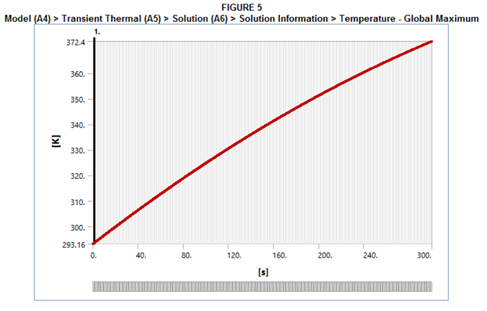 FIGURE 5
Model (A4) > Transient Thermal (A5) > Solution (A6) > Solution Information > Temperature - Global Maximum
1.
372.4
360.
350.
340.
330.
320.
310.
300.
293.16
[K]
0. 40. 80. 120. 160. 200. 240. 300.
[s]